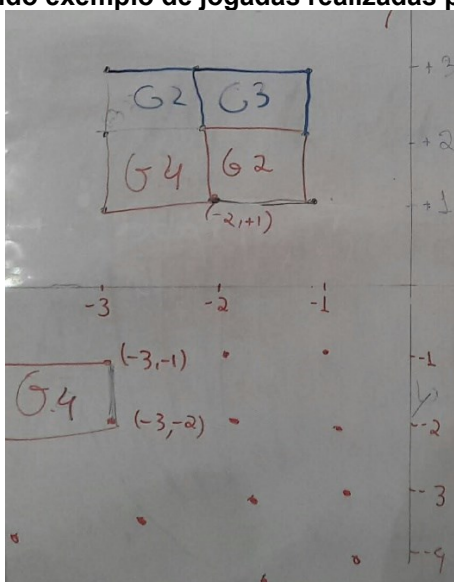 do exemplo de jogadas realizadas p
+3
G2 G3
+2
G4 G2
+1
(-2,+1)
-3 -2 -1
(-3,-1) -1
G.4
(-3,-2) -2
-3
-4